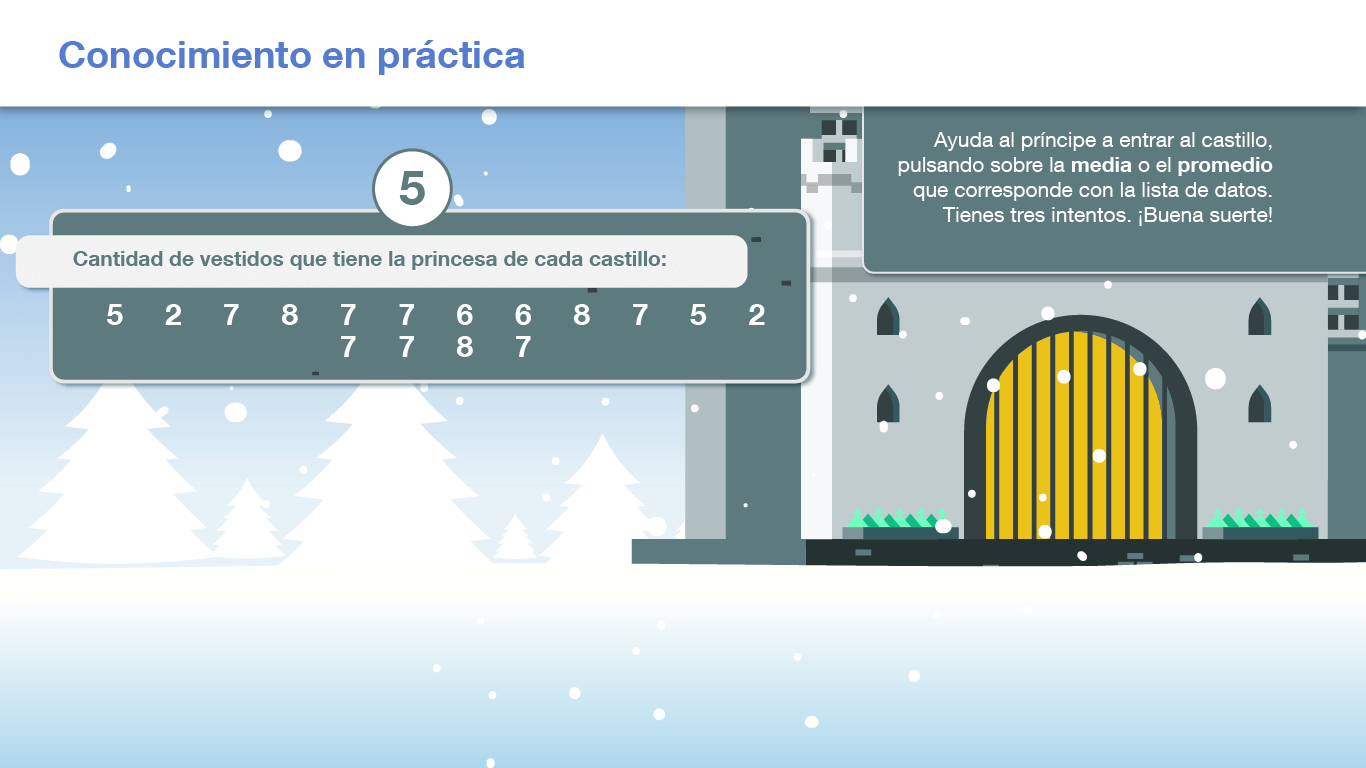 Conocimiento en práctica
5
Cantidad de vestidos que tiene la princesa de cada castillo:
5 2 7 8 7 7 6 6 8 7 5 2
7 7 8 7
Ayuda al príncipe a entrar al castillo,
pulsando sobre la media o el promedio
que corresponde con la lista de datos.
Tienes tres intentos. ¡Buena suerte!